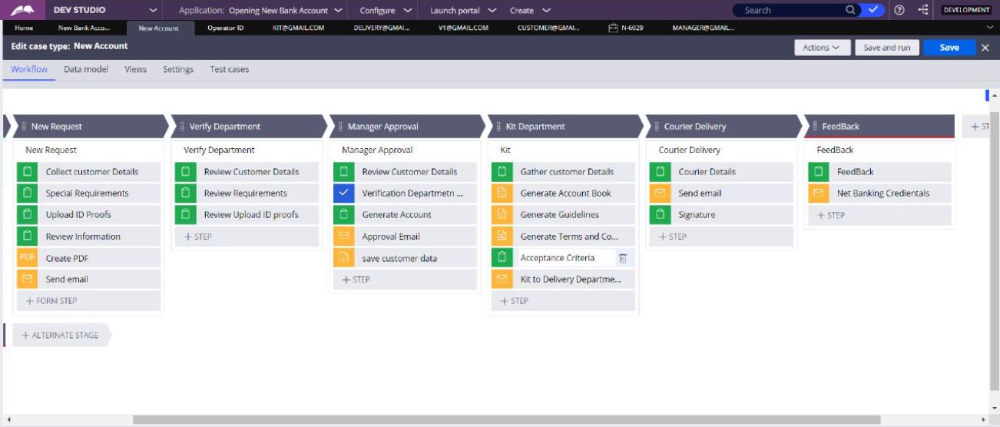 DEV STUDIO Application: Opening New Bank Account Configure Launch portal Create Search DEVELOPMENT
Home New Bank Acco... New Account Operator ID KIT@GMAIL.COM DELIVERY@GMAI... V1@GMAIL.COM CUSTOMER@GMAI... N-6029 MANAGER@GMAIL...
Edit case type: New Account Actions Save and run Save
Workflow Data model Views Settings Test cases
New Request Verify Department Manager Approval Kit Department Courier Delivery FeedBack + ST
New Request Verify Department Manager Approval Kit Courier Delivery FeedBack
Collect customer Details Review Customer Details Review Customer Details Gather customer Details Courier Details FeedBack
Special Requirements Review Requirements Verification Departmetn ... Generate Account Book Send email Net Banking Credientals
Upload ID Proofs Review Upload ID proofs Generate Account Generate Guidelines Signature + STEP
Review Information + STEP Approval Email Generate Terms and Co... + STEP
PDF Create PDF save customer data Acceptance Criteria
Send email + STEP Kit to Delivery Departme...
+ FORM STEP + STEP
+ ALTERNATE STAGE